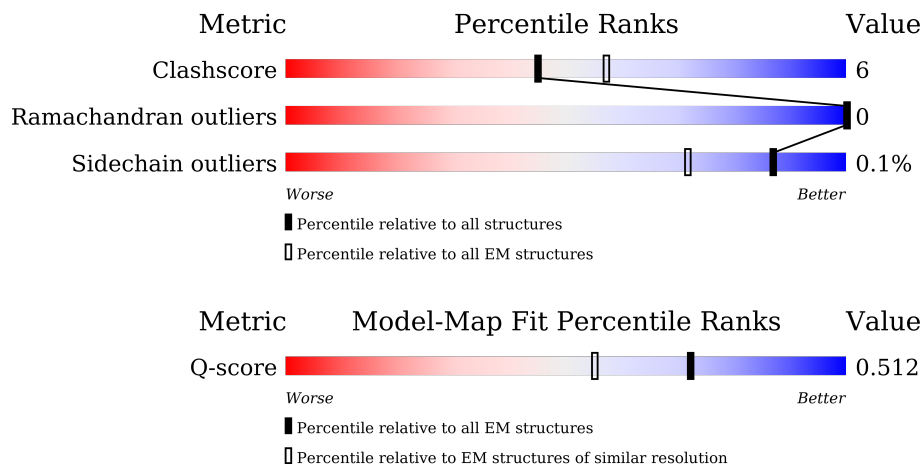 Metric Percentile Ranks Value
Clashscore 6
Ramachandran outliers 0
Sidechain outliers 0.1%
Worse Better
Percentile relative to all structures
Percentile relative to all EM structures
Metric Model-Map Fit Percentile Ranks Value
Q-score 0.512
Worse Better
Percentile relative to all EM structures
Percentile relative to EM structures of similar resolution